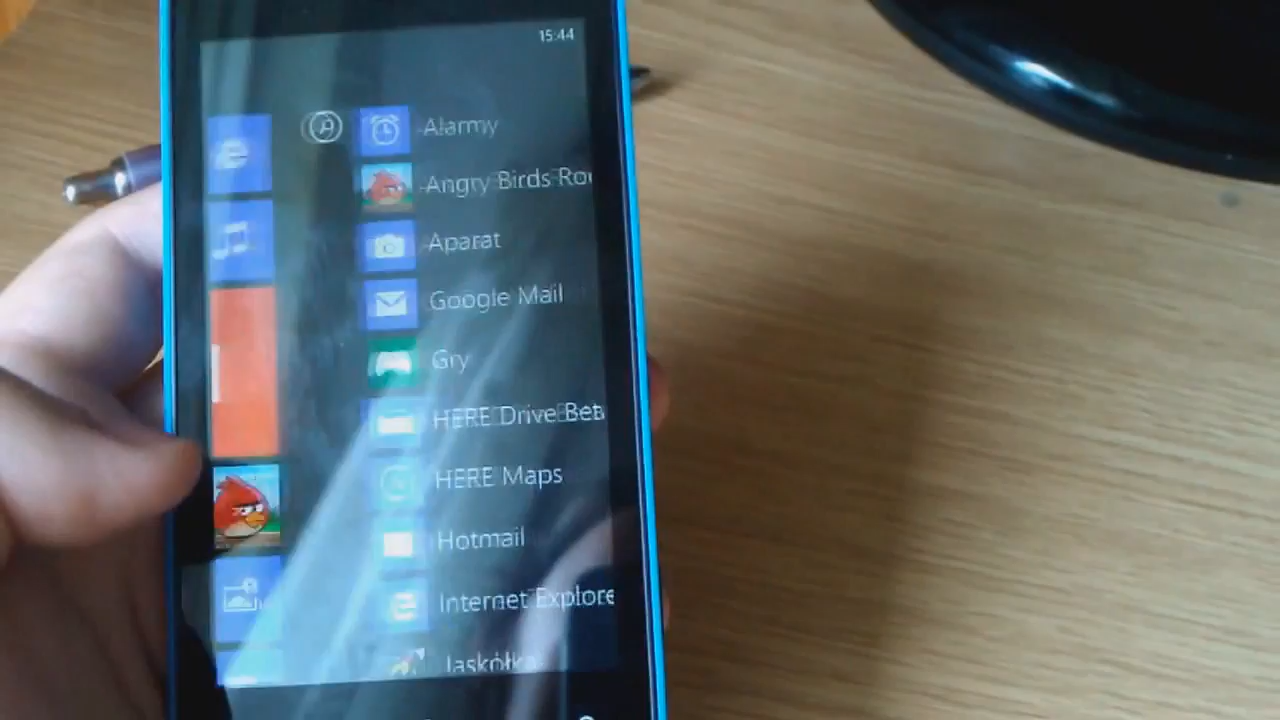 15:44
Alarmy
Angry Birds Ro
Aparat
Google Mail
Gry
HERE Drive Beta
HERE Maps
Hotmail
Internet Explore
Jaskółka